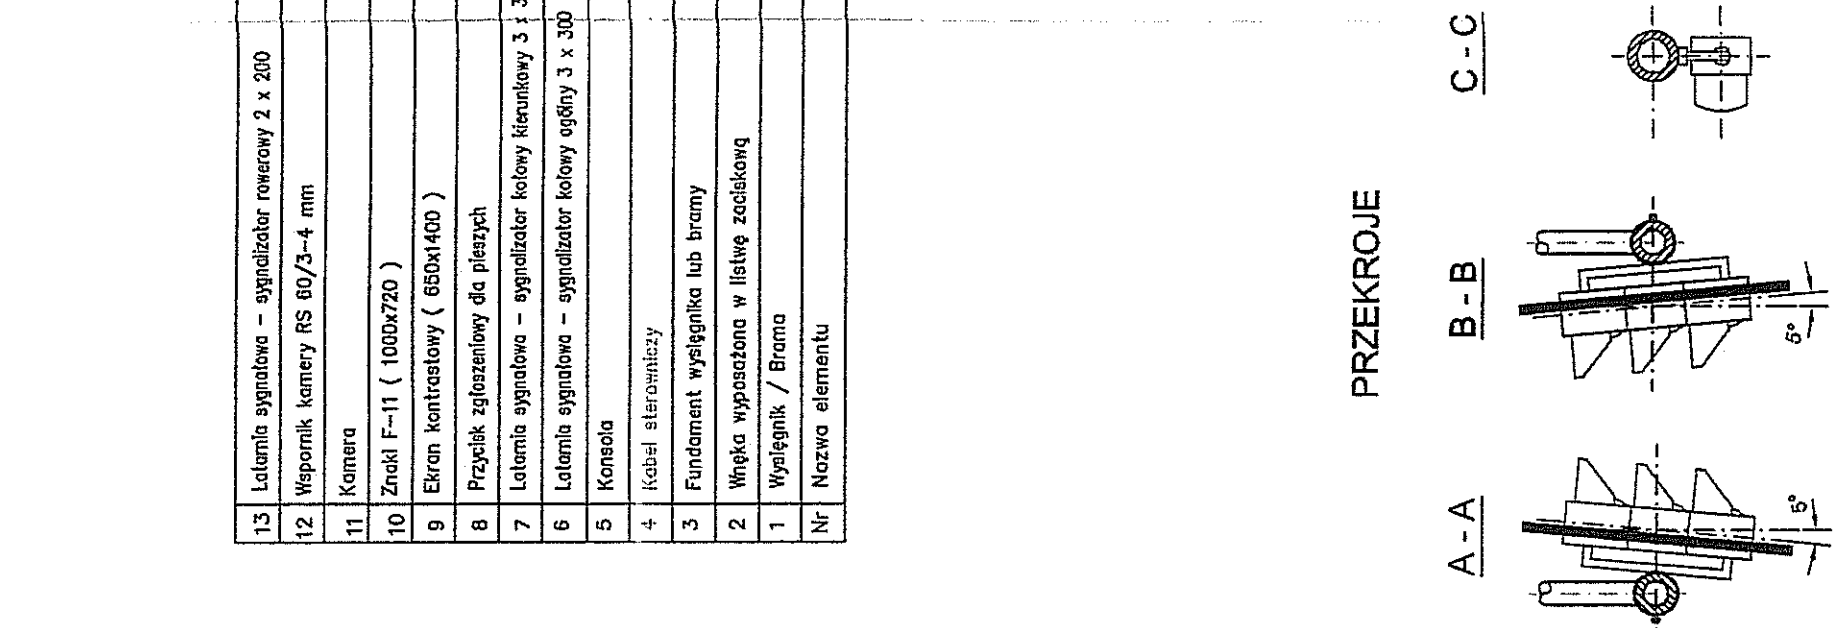 13 Latarnia sygnałowa – sygnalizator rowerowy 2 x 200
12 Wspornik kamery RS 60/3–4 mm
11 Kamera
10 Znaki F-11 ( 1000x720 )
9 Ekran kontrastowy ( 650x1400 )
8 Przycisk zgłoszeniowy dla pieszych
7 Latarnia sygnałowa – sygnalizator kołowy kierunkowy 3 x
6 Latarnia sygnałowa – sygnalizator kołowy ogólny 3 x 300
5 Konsola
4 Kabel sterowniczy
3 Fundament wysięgnika lub bramy
2 Wnęka wyposażona w listwę zaciskową
1 Wysięgnik / Brama
Nr Nazwa elementu
PRZEKROJE
A - A
5°
B - B
5°
C - C